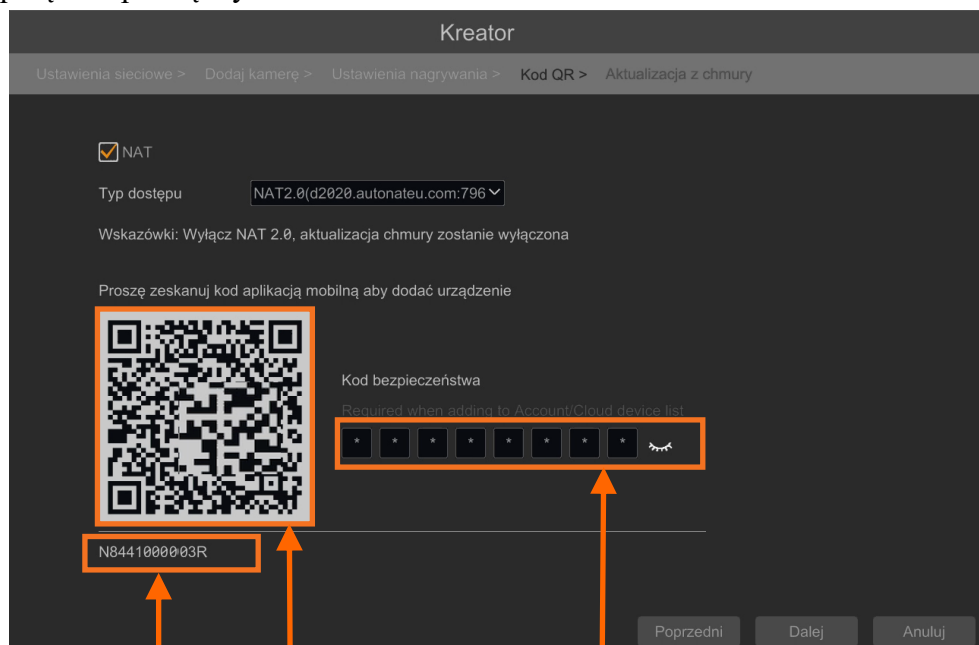 Kreator
Ustawienia sieciowe > Dodaj kamerę > Ustawienia nagrywania > Kod QR > Aktualizacja z chmury
NAT
Typ dostępu NAT2.0(d2020.autonateu.com:796
Wskazówki: Wyłącz NAT 2.0, aktualizacja chmury zostanie wyłączona
Proszę zeskanuj kod aplikacją mobilną aby dodać urządzenie
Kod bezpieczeństwa
Required when adding to Account/Cloud device list
* * * * * * * *
N8441000003R
Poprzedni Dalej Anuluj